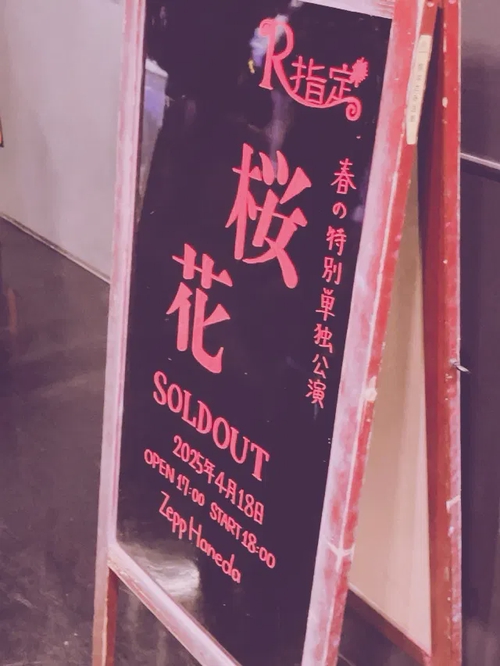 R指定
春の特別単独公演
桜花
SOLDOUT
2025年4月18日
OPEN 17:00 START 18:00
Zepp Haneda